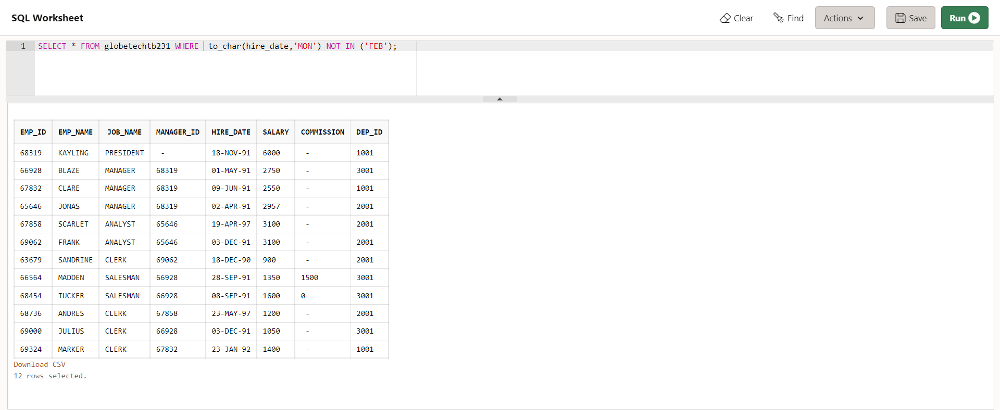 SQL Worksheet Clear Find Actions Save Run
1 SELECT * FROM globetechtb231 WHERE to_char(hire_date,'MON') NOT IN ('FEB');
EMP_ID EMP_NAME JOB_NAME MANAGER_ID HIRE_DATE SALARY COMMISSION DEP_ID
68319 KAYLING PRESIDENT - 18-NOV-91 6000 - 1001
66928 BLAZE MANAGER 68319 01-MAY-91 2750 - 3001
67832 CLARE MANAGER 68319 09-JUN-91 2550 - 1001
65646 JONAS MANAGER 68319 02-APR-91 2957 - 2001
67858 SCARLET ANALYST 65646 19-APR-97 3100 - 2001
69062 FRANK ANALYST 65646 03-DEC-91 3100 - 2001
63679 SANDRINE CLERK 69062 18-DEC-90 900 - 2001
66564 MADDEN SALESMAN 66928 28-SEP-91 1350 1500 3001
68454 TUCKER SALESMAN 66928 08-SEP-91 1600 0 3001
68736 ANDRES CLERK 67858 23-MAY-97 1200 - 2001
69000 JULIUS CLERK 66928 03-DEC-91 1050 - 3001
69324 MARKER CLERK 67832 23-JAN-92 1400 - 1001
Download CSV
12 rows selected.